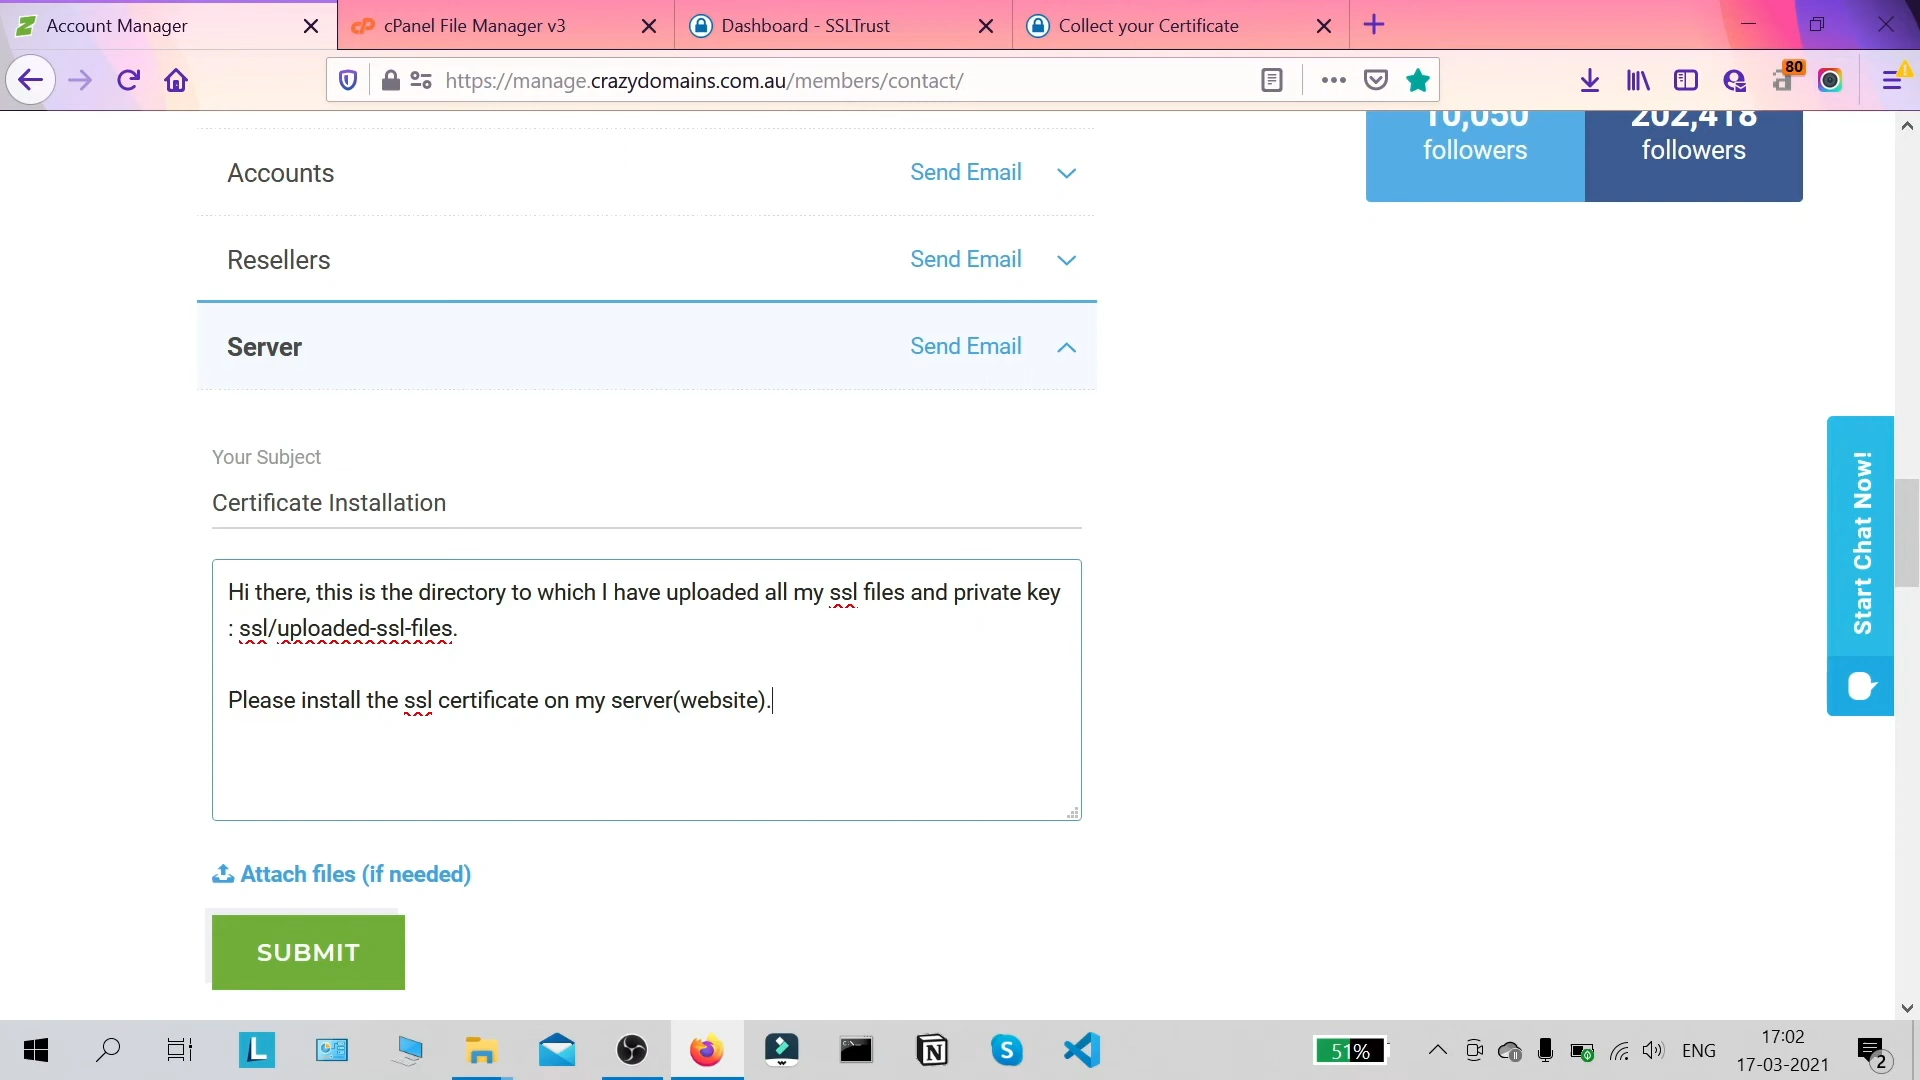 Account Manager
cPanel File Manager v3
Dashboard - SSLTrust
Collect your Certificate
https://manage.crazydomains.com.au/members/contact/
80
10,050
followers
202,418
followers
Accounts
Send Email
Resellers
Send Email
Server
Send Email
Your Subject
Certificate Installation
Hi there, this is the directory to which I have uploaded all my ssl files and private key
: ssl/uploaded-ssl-files.
Please install the ssl certificate on my server(website).
Attach files (if needed)
SUBMIT
Start Chat Now!
51%
ENG
17:02
17-03-2021
2